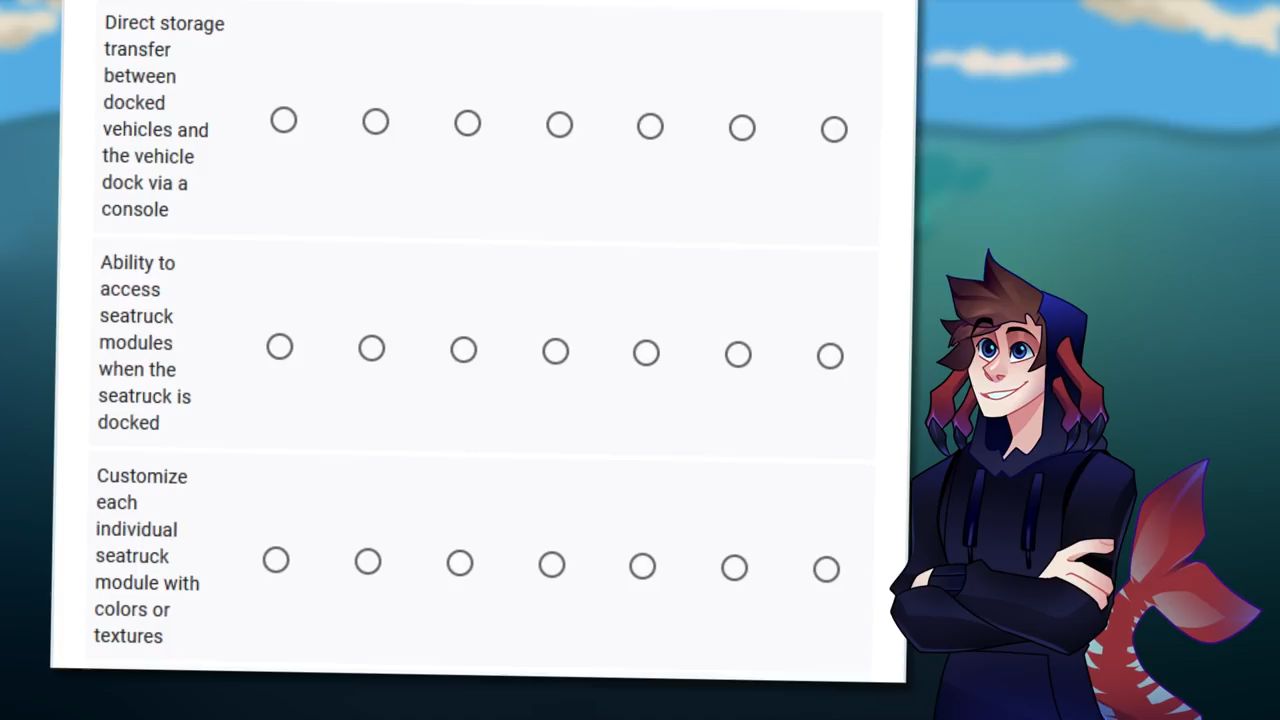 Direct storage
transfer
between
docked
vehicles and
the vehicle
dock via a
console
Ability to
access
seatruck
modules
when the
seatruck is
docked
Customize
each
individual
seatruck
module with
colors or
textures